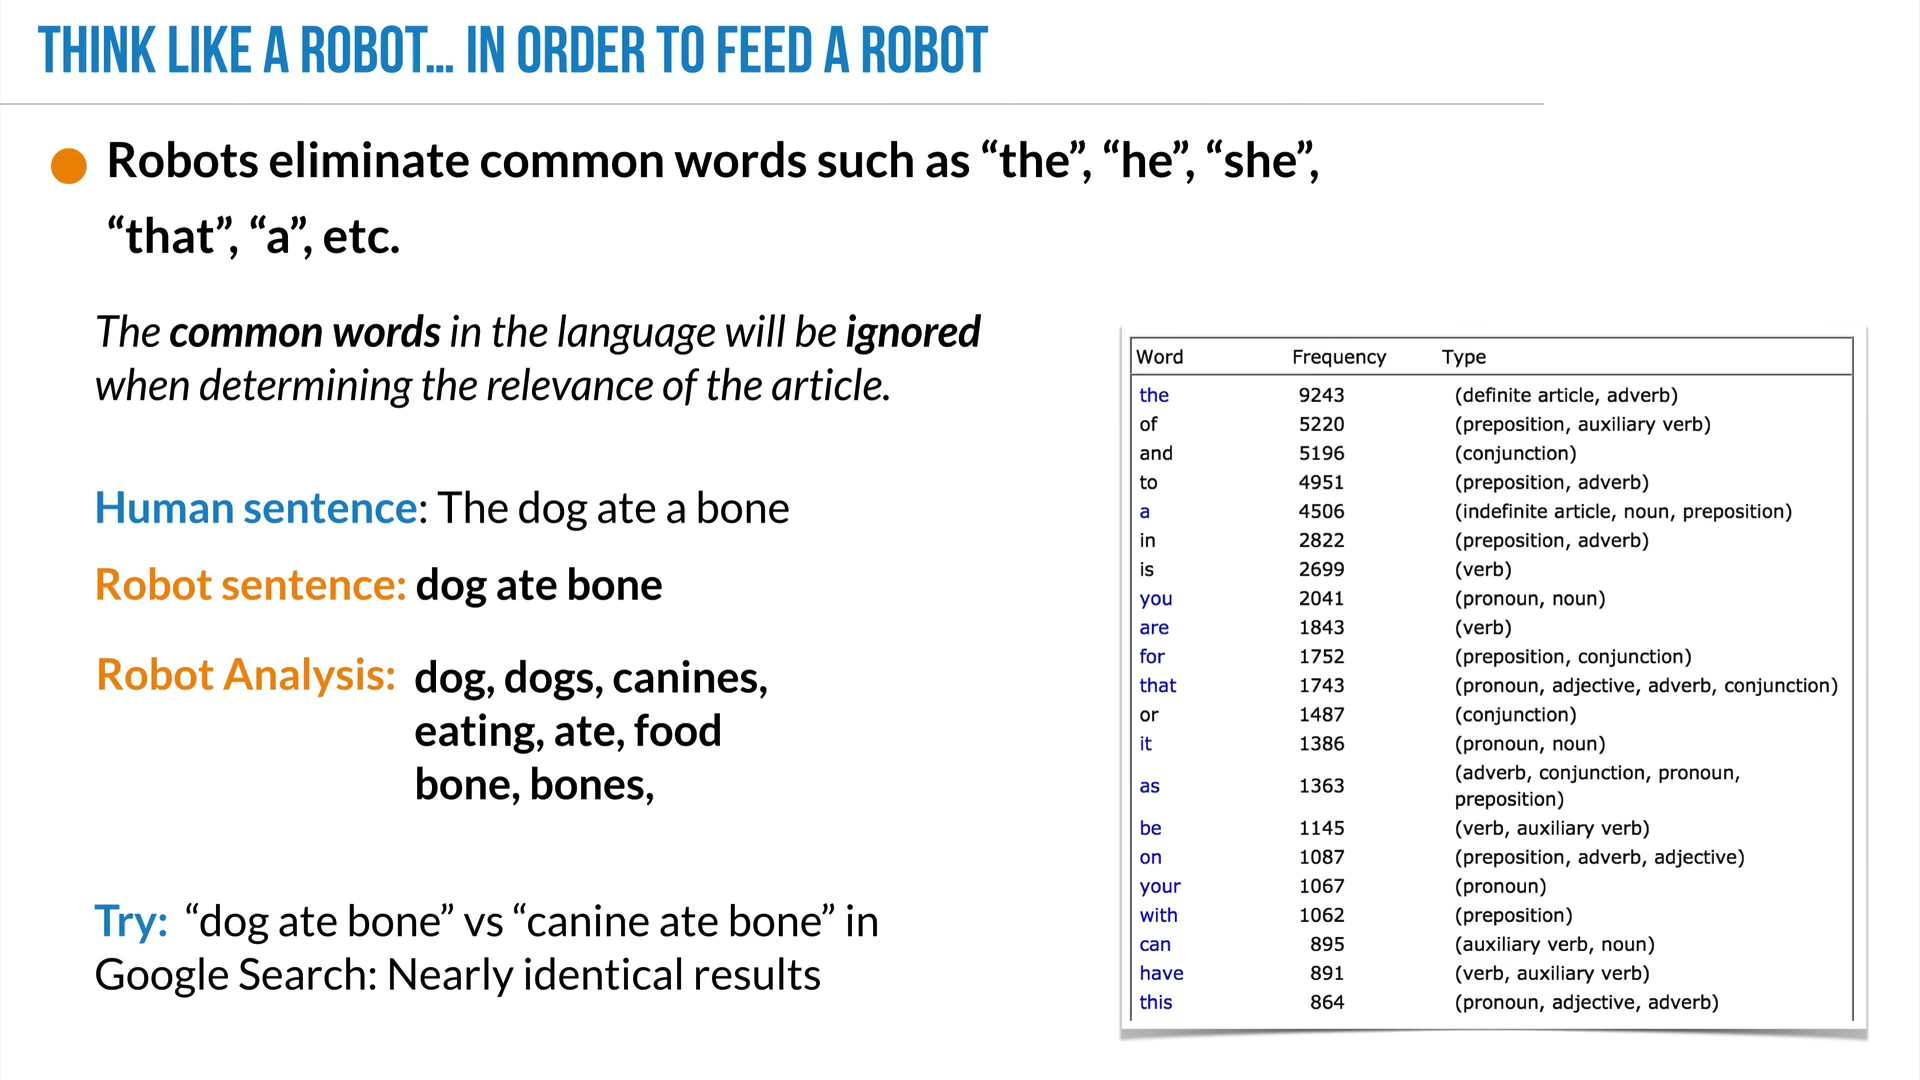 THINK LIKE A ROBOT... IN ORDER TO FEED A ROBOT
Robots eliminate common words such as “the”, “he”, “she”,
“that”, “a”, etc.
The common words in the language will be ignored
when determining the relevance of the article.
Human sentence: The dog ate a bone
Robot sentence: dog ate bone
Robot Analysis: dog, dogs, canines,
eating, ate, food
bone, bones,
Try: “dog ate bone” vs “canine ate bone” in
Google Search: Nearly identical results
Word Frequency Type
the 9243 (definite article, adverb)
of 5220 (preposition, auxiliary verb)
and 5196 (conjunction)
to 4951 (preposition, adverb)
a 4506 (indefinite article, noun, preposition)
in 2822 (preposition, adverb)
is 2699 (verb)
you 2041 (pronoun, noun)
are 1843 (verb)
for 1752 (preposition, conjunction)
that 1743 (pronoun, adjective, adverb, conjunction)
or 1487 (conjunction)
it 1386 (pronoun, noun)
as 1363 (adverb, conjunction, pronoun,
preposition)
be 1145 (verb, auxiliary verb)
on 1087 (preposition, adverb, adjective)
your 1067 (pronoun)
with 1062 (preposition)
can 895 (auxiliary verb, noun)
have 891 (verb, auxiliary verb)
this 864 (pronoun, adjective, adverb)